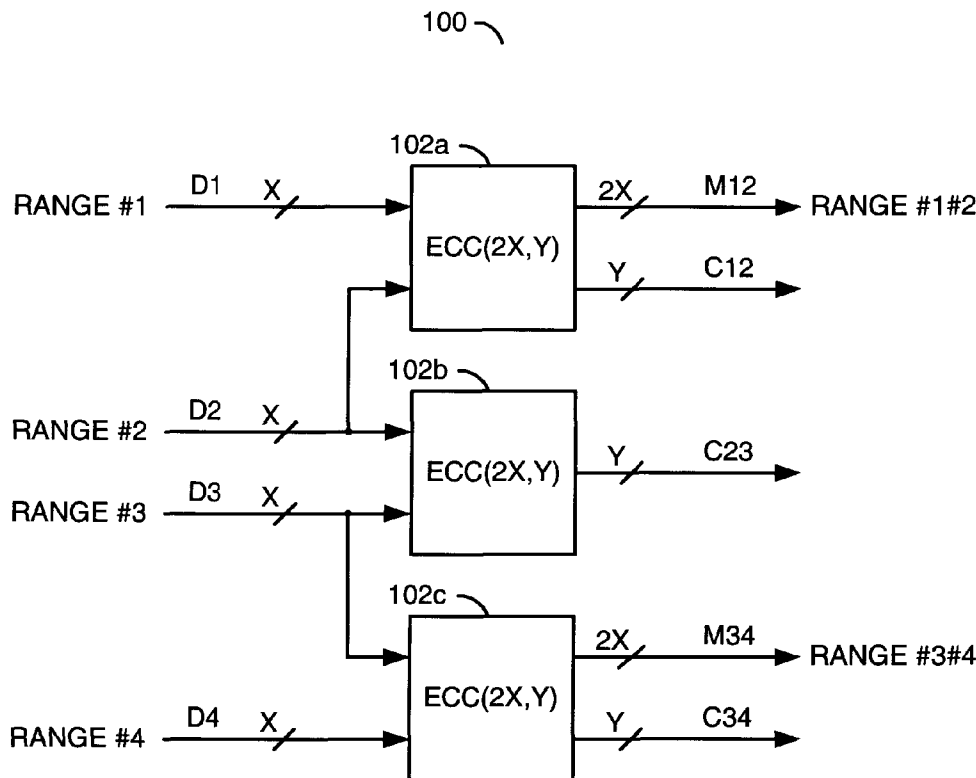 100
102a
RANGE #1 D1 X 2X M12 RANGE #1#2
ECC(2X,Y)
Y C12
102b
RANGE #2 D2 X
ECC(2X,Y) Y C23
RANGE #3 D3 X
102c
2X M34 RANGE #3#4
ECC(2X,Y)
RANGE #4 D4 X Y C34